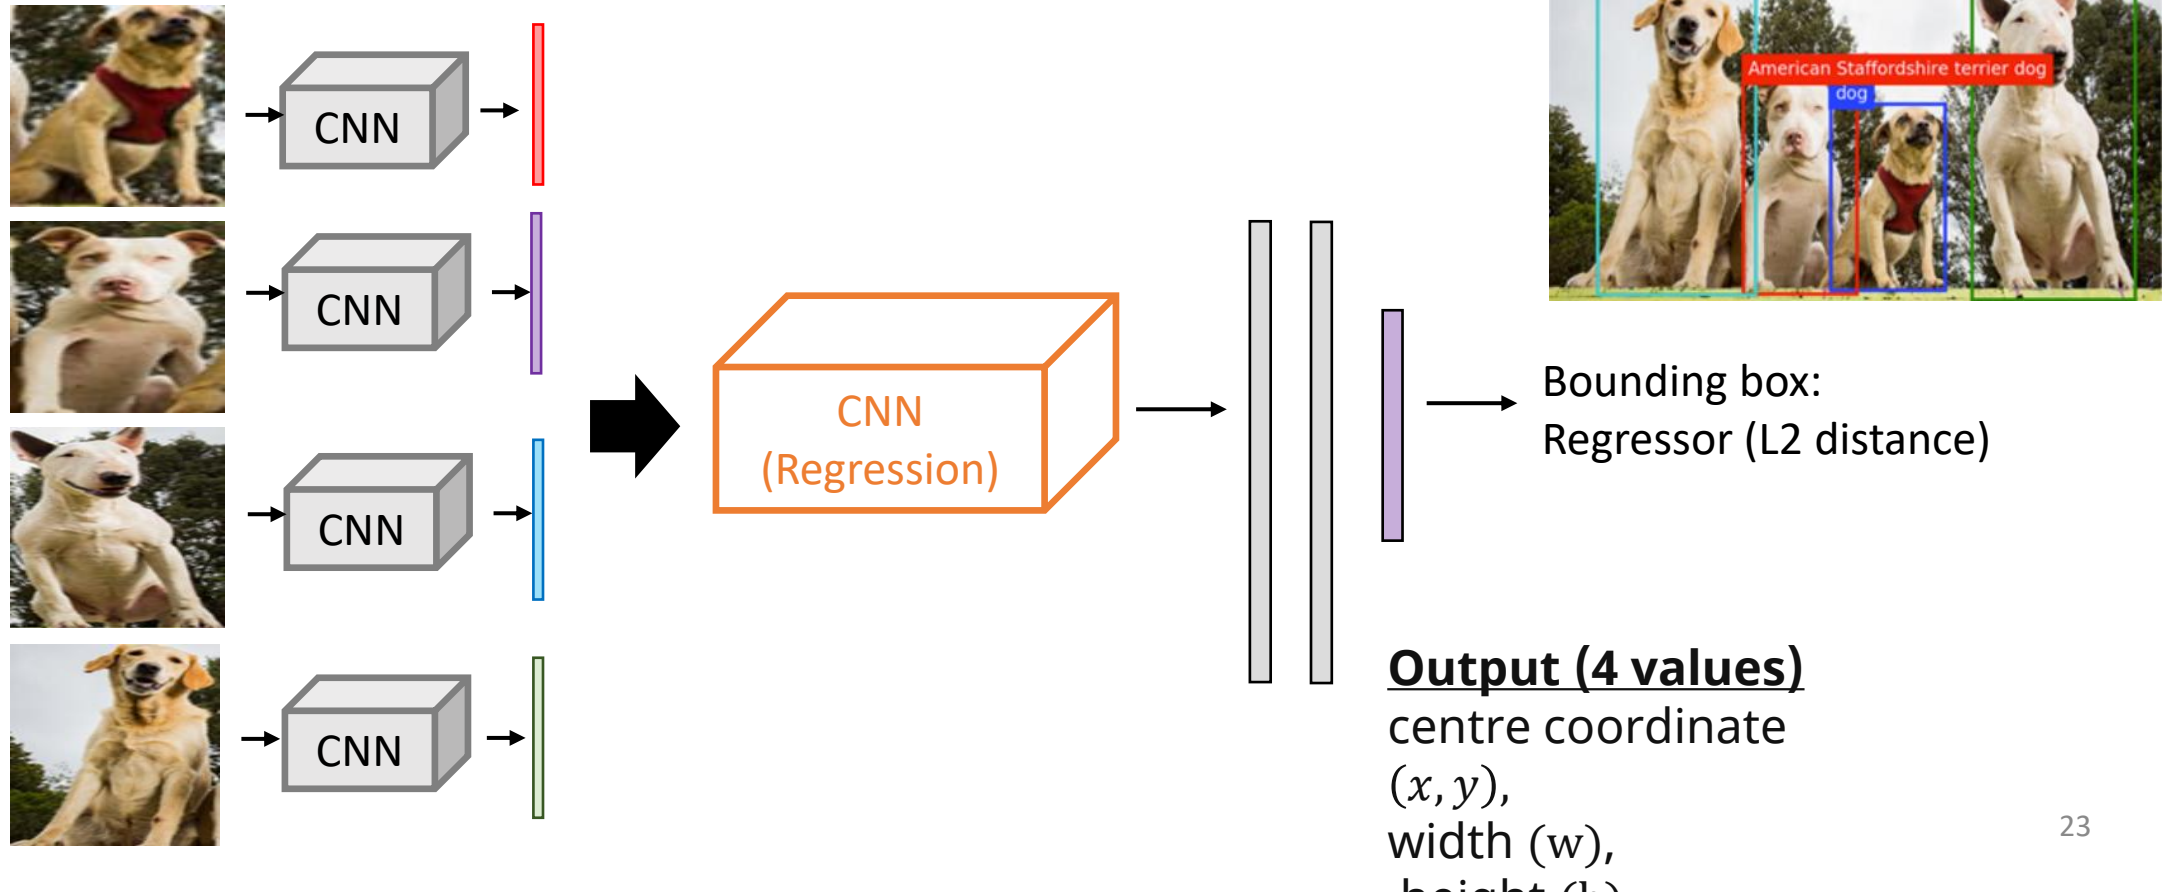 CNN
CNN
CNN
CNN
CNN
(Regression)
American Staffordshire terrier dog
dog
Bounding box:
Regressor (L2 distance)
Output (4 values)
centre coordinate
(x, y),
width (w),
height (h)
23